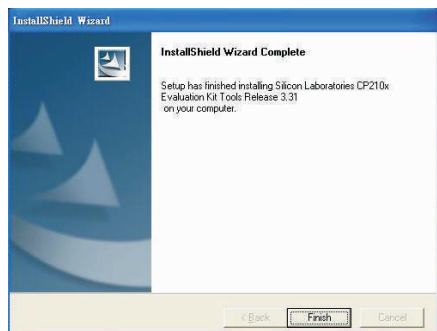 InstallShield Wizard
InstallShield Wizard Complete
Setup has finished installing Silicon Laboratories CP210x
Evaluation Kit Tools Release 3.31
on your computer.
< Back
Finish
Cancel